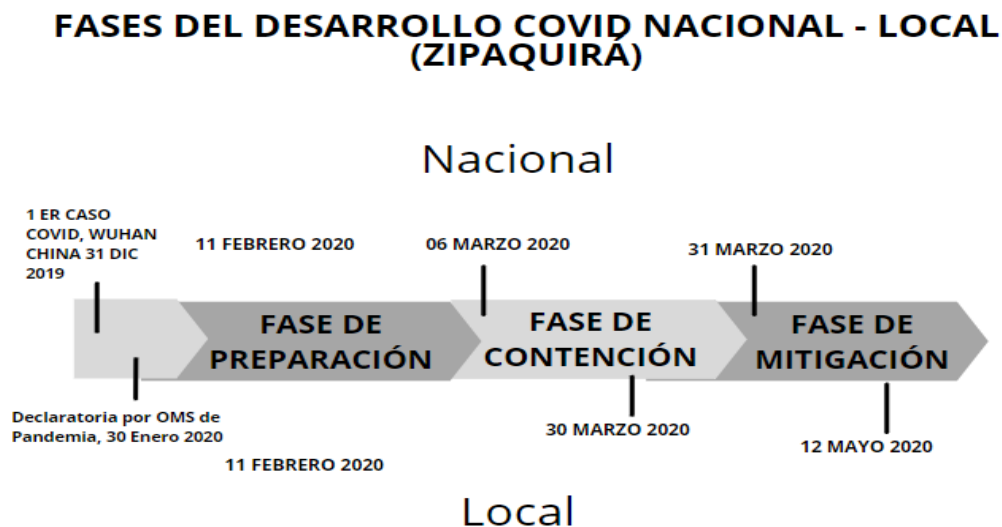 FASES DEL DESARROLLO COVID NACIONAL - LOCAL
(ZIPAQUIRÁ)
Nacional
1 ER CASO
COVID, WUHAN
CHINA 31 DIC
2019
11 FEBRERO 2020
06 MARZO 2020
31 MARZO 2020
FASE DE
PREPARACIÓN
FASE DE
CONTENCIÓN
FASE DE
MITIGACIÓN
Declaratoria por OMS de
Pandemia, 30 Enero 2020
11 FEBRERO 2020
30 MARZO 2020
12 MAYO 2020
Local